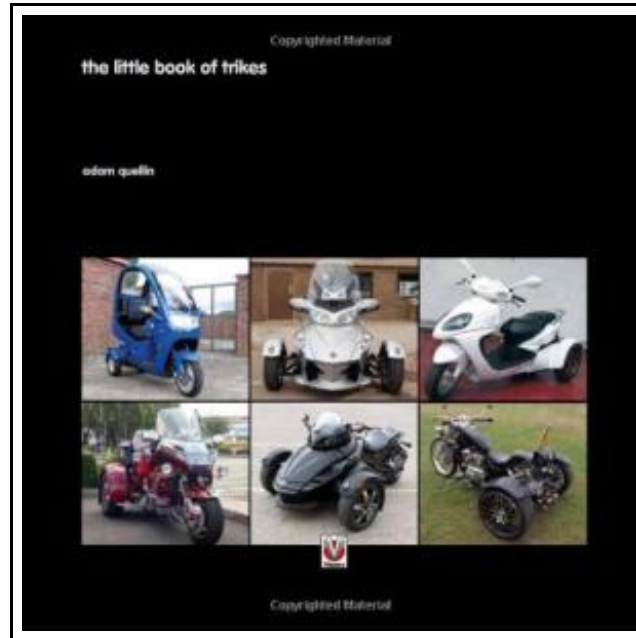 Copyrighted Material
the little book of trikes
adam quellin
V
Copyrighted Material